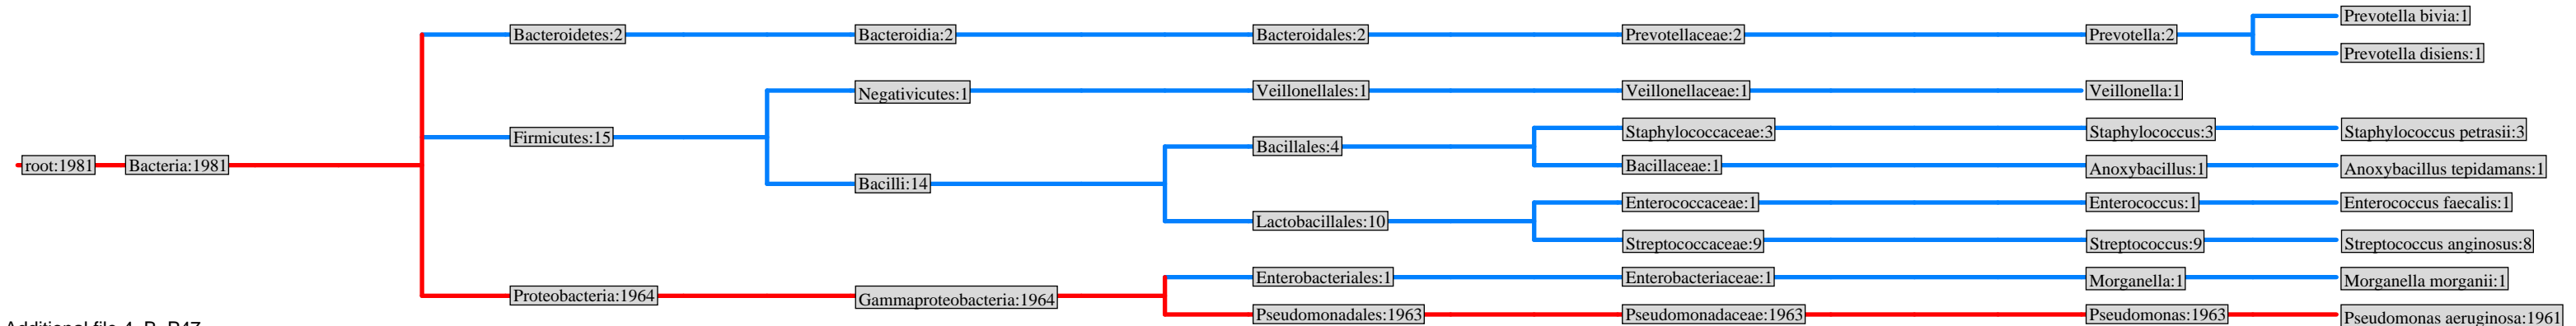 Prevotella bivia:1
Bacteroidetes:2
Bacteroidia:2
Bacteroidales:2
Prevotellaceae:2
Prevotella:2
Prevotella disiens:1
Negativicutes:1
Veillonellales:1
Veillonellaceae:1
Veillonella:1
Staphylococcaceae:3
Staphylococcus:3
Staphylococcus petrasii:3
Firmicutes:15
Bacillales:4
root:1981
Bacteria:1981
Bacillaceae:1
Anoxybacillus:1
Anoxybacillus tepidamans:1
Bacilli:14
Enterococcaceae:1
Enterococcus:1
Enterococcus faecalis:1
Lactobacillales:10
Streptococcaceae:9
Streptococcus:9
Streptococcus anginosus:8
Enterobacteriales:1
Enterobacteriaceae:1
Morganella:1
Morganella morganii:1
Proteobacteria:1964
Gammaproteobacteria:1964
Pseudomonadales:1963
Pseudomonadaceae:1963
Pseudomonas:1963
Pseudomonas aeruginosa:1961